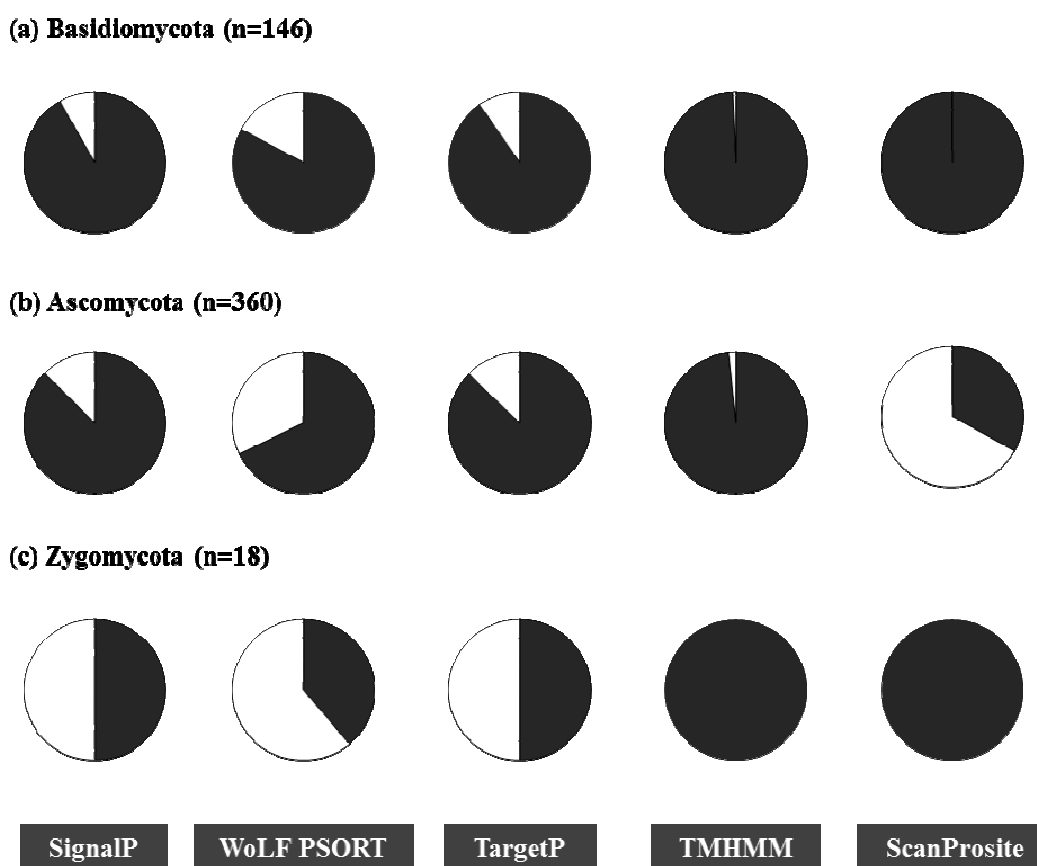 (a) Basidiomycota (n=146)
(b) Ascomycota (n=360)
(c) Zygomycota (n=18)
SignalP WoLF PSORT TargetP TMHMM ScanProsite